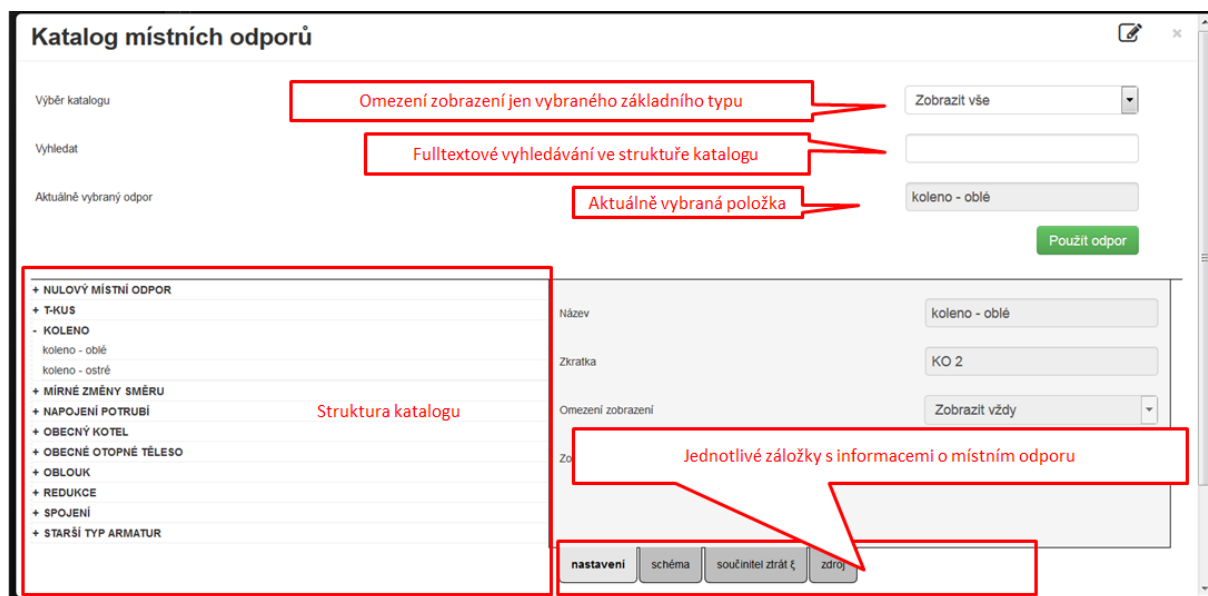 Katalog místních odporů
×
Výběr katalogu
Omezení zobrazení jen vybraného základního typu
Zobrazit vše
Vyhledat
Fulltextové vyhledávání ve struktuře katalogu
Aktuálně vybraný odpor
Aktuálně vybraná položka
koleno - oblé
Použít odpor
+ NULOVÝ MÍSTNÍ ODPOR
+ T-KUS
- KOLENO
koleno - oblé
koleno - ostré
+ MÍRNÉ ZMĚNY SMĚRU
+ NAPOJENÍ POTRUBÍ
+ OBECNÝ KOTEL
+ OBECNÉ OTOPNÉ TĚLESO
+ OBLOUK
+ REDUKCE
+ SPOJENÍ
+ STARŠÍ TYP ARMATUR
Struktura katalogu
Název
koleno - oblé
Zkratka
KO 2
Omezení zobrazení
Zobrazit vždy
Zo
Jednotlivé záložky s informacemi o místním odporu
nastavení
schéma
součinitel ztrát ξ
zdroj